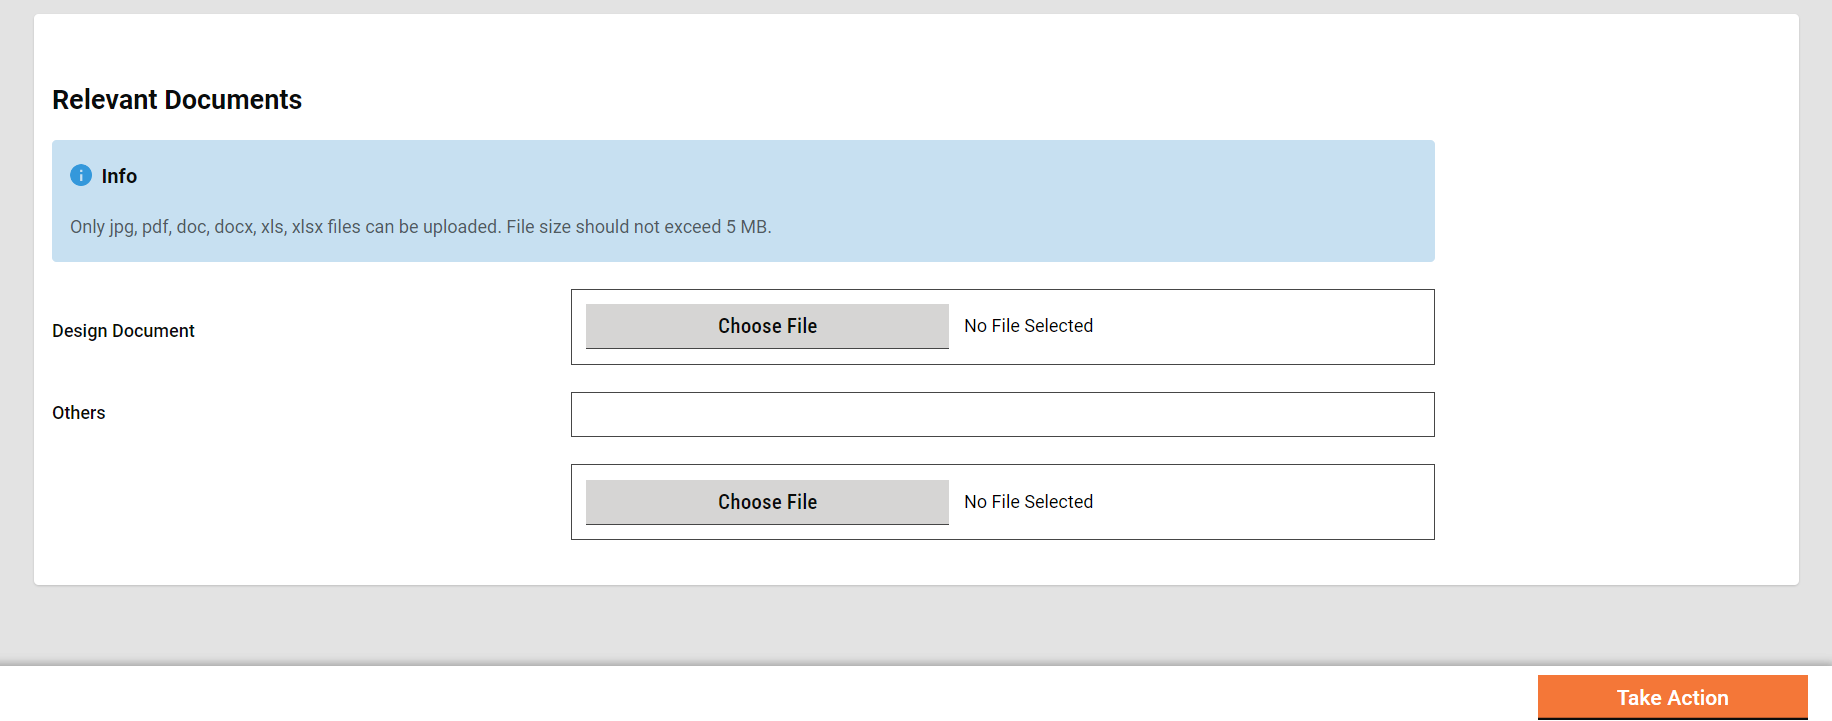 Relevant Documents
Info
Only jpg, pdf, doc, docx, xls, xlsx files can be uploaded. File size should not exceed 5 MB.
Design Document
Choose File
No File Selected
Others
Choose File
No File Selected
Take Action